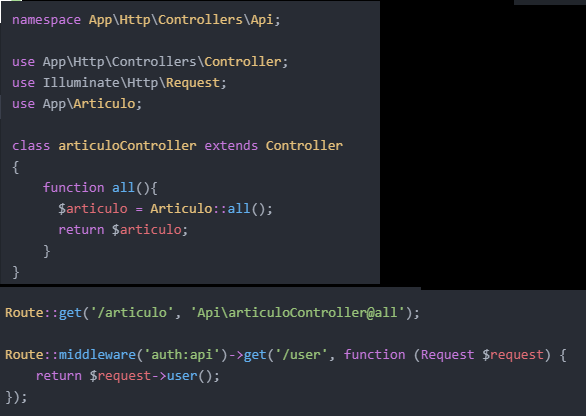 namespace App\Http\Controllers\Api;
use App\Http\Controllers\Controller;
use Illuminate\Http\Request;
use App\Articulo;
class articuloController extends Controller
{
function all(){
$articulo = Articulo::all();
return $articulo;
}
}
Route::get('/articulo', 'Api\articuloController@all');
Route::middleware('auth:api')->get('/user', function (Request $request) {
return $request->user();
});